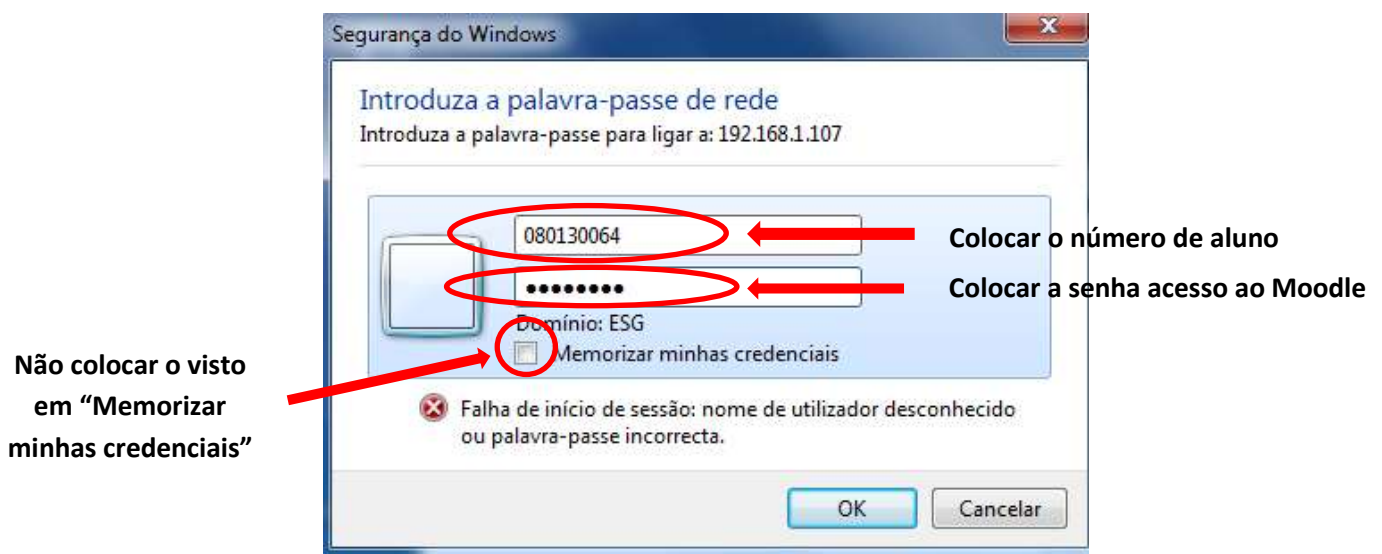 Segurança do Windows
Introduza a palavra-passe de rede
Introduza a palavra-passe para ligar a: 192.168.1.107
080130064
Colocar o número de aluno
●●●●●●●●
Colocar a senha acesso ao Moodle
Domínio: ESG
Memorizar minhas credenciais
Não colocar o visto
em “Memorizar
minhas credenciais”
Falha de início de sessão: nome de utilizador desconhecido
ou palavra-passe incorrecta.
OK
Cancelar